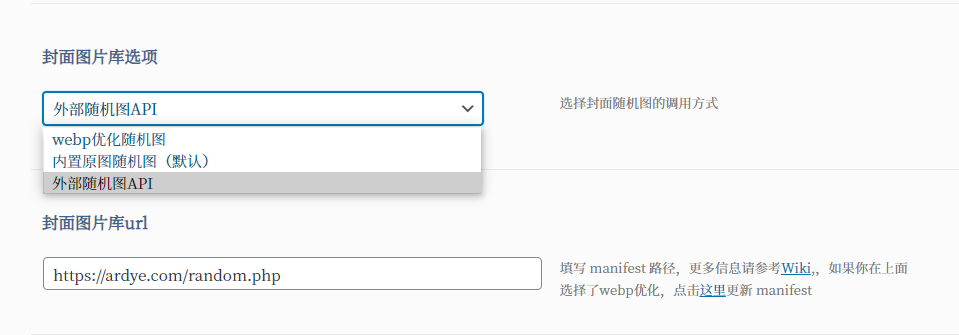 封面图片库选项
外部随机图API
选择封面随机图的调用方式
webp优化随机图
内置原图随机图（默认）
外部随机图API
封面图片库url
https://ardye.com/random.php
填写 manifest 路径，更多信息请参考Wiki,，如果你在上面
选择了webp优化，点击这里更新 manifest